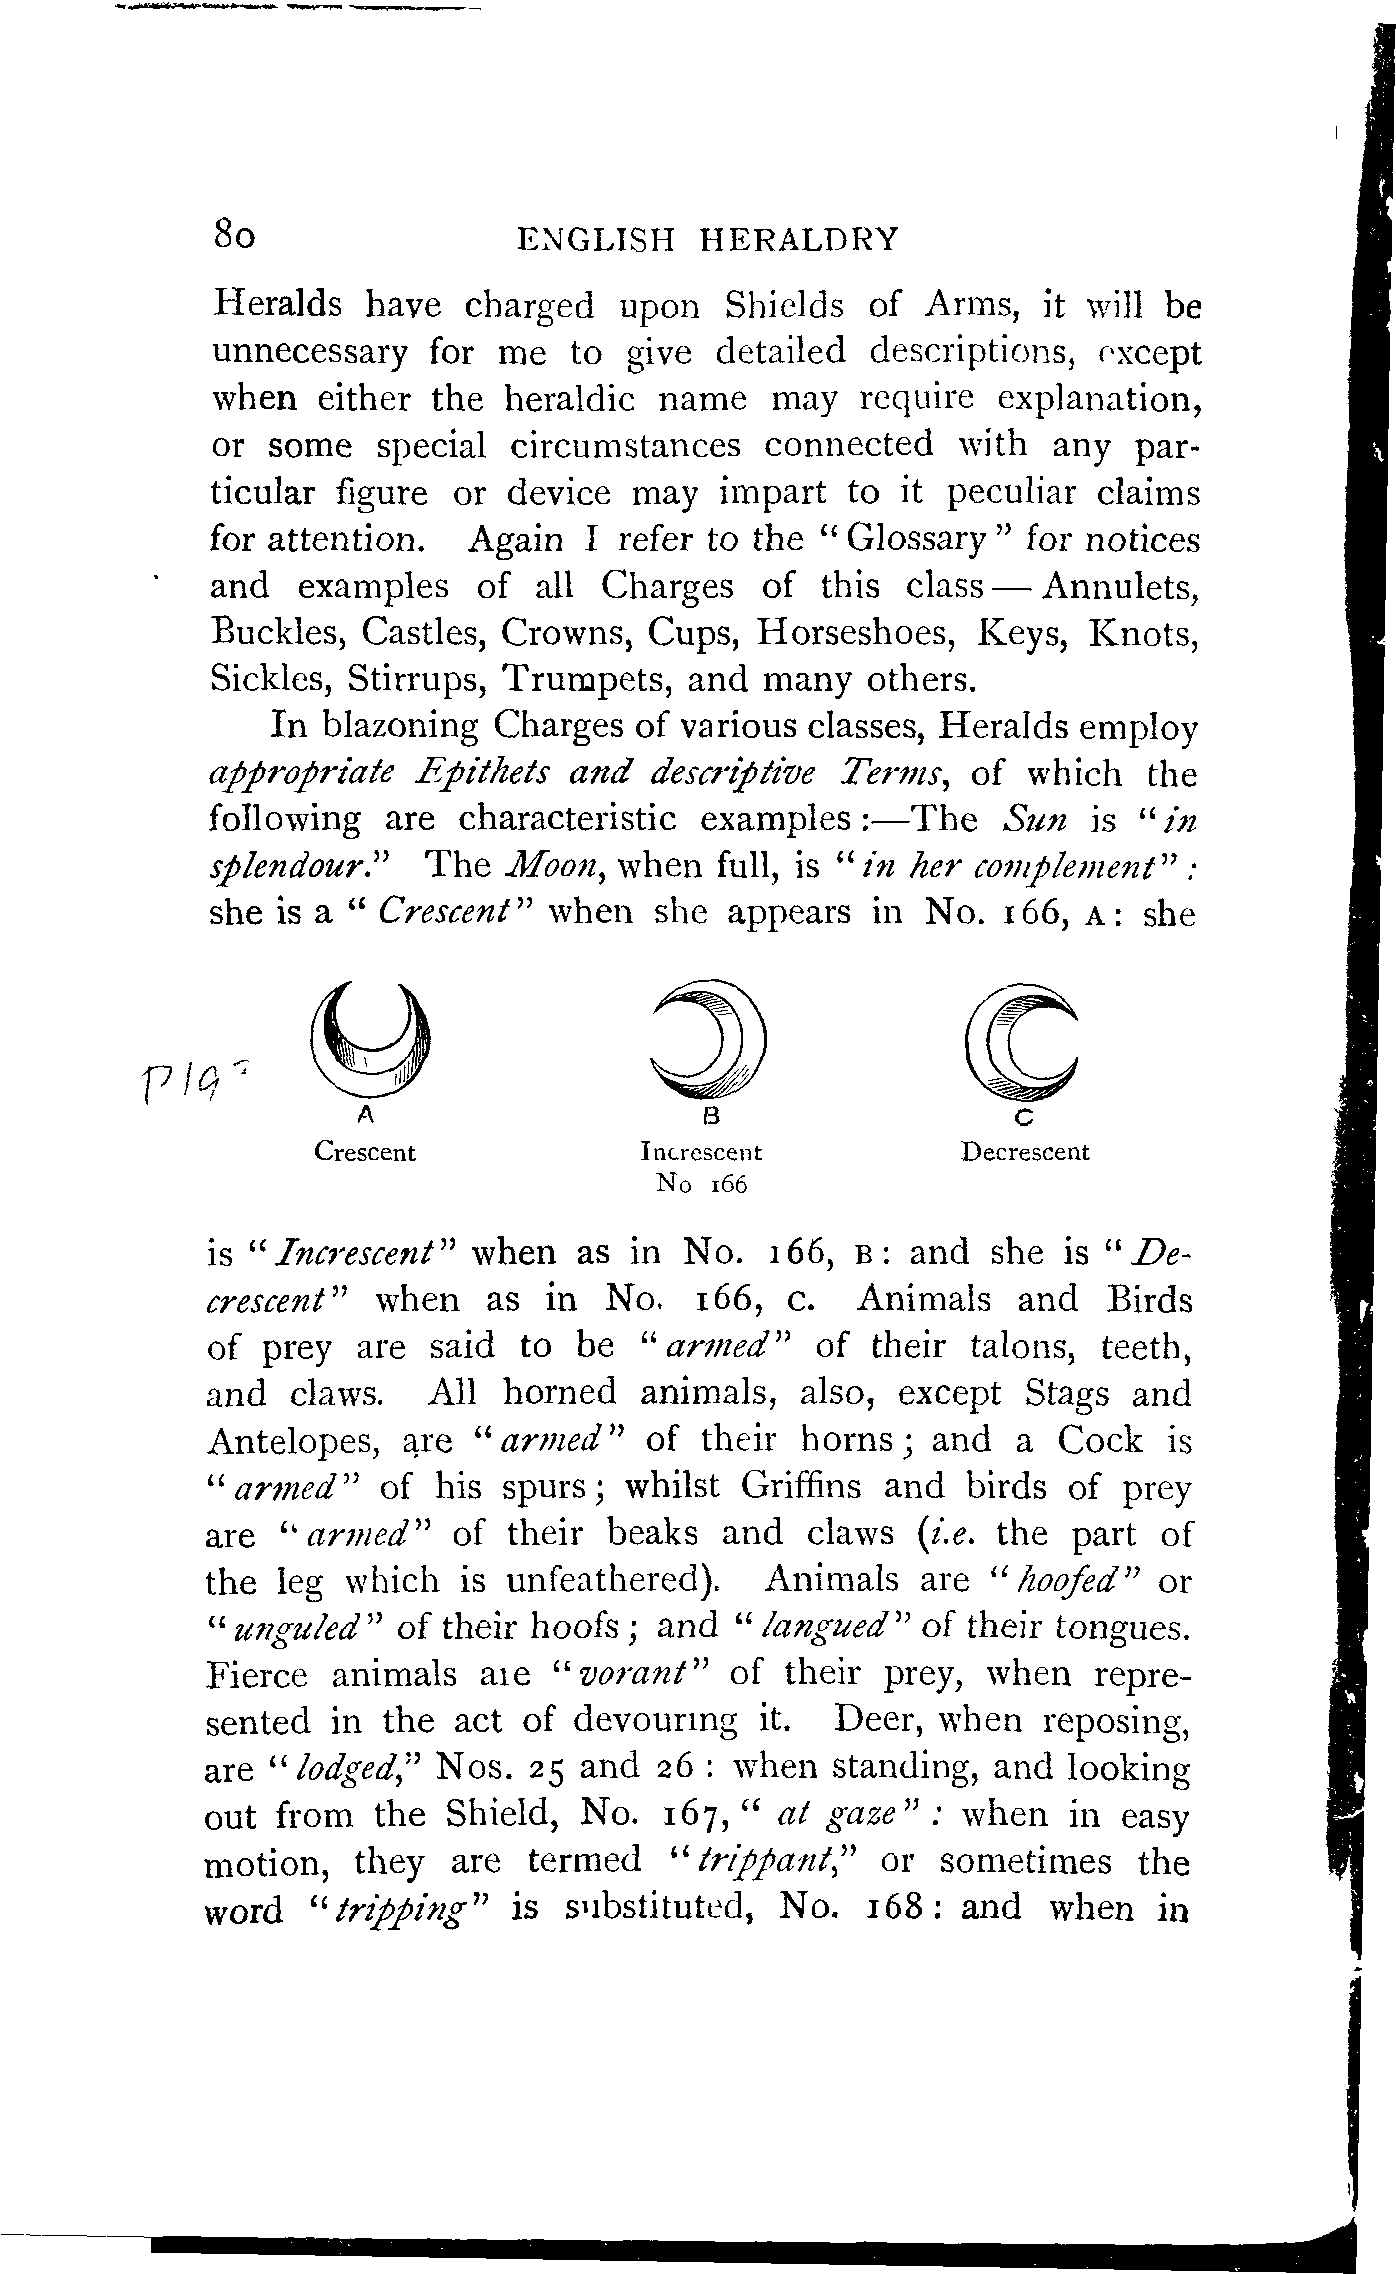 80 ENGLISH HERALDRY
Heralds have charged upon Shields of Arms, it will be
unnecessary for me to give detailed descriptions, except
when either the heraldic name may require explanation,
or some special circumstances connected with any par-
ticular figure or device may impart to it peculiar claims
for attention. Again I refer to the “Glossary” for notices
and examples of all Charges of this class — Annulets,
Buckles, Castles, Crowns, Cups, Horseshoes, Keys, Knots,
Sickles, Stirrups, Trumpets, and many others.
In blazoning Charges of various classes, Heralds employ
appropriate Epithets and descriptive Terms, of which the
following are characteristic examples :—The Sun is “in
splendour.” The Moon, when full, is “in her complement” :
she is a “Crescent” when she appears in No. 166, A: she
A B C
Crescent Increscent Decrescent
No 166
is “Increscent” when as in No. 166, B: and she is “De-
crescent” when as in No. 166, C. Animals and Birds
of prey are said to be “armed” of their talons, teeth,
and claws. All horned animals, also, except Stags and
Antelopes, are “armed” of their horns; and a Cock is
“armed” of his spurs; whilst Griffins and birds of prey
are “armed” of their beaks and claws (i.e. the part of
the leg which is unfeathered). Animals are “hoofed” or
“unguled” of their hoofs; and “langued” of their tongues.
Fierce animals are “vorant” of their prey, when repre-
sented in the act of devouring it. Deer, when reposing,
are “lodged,” Nos. 25 and 26 : when standing, and looking
out from the Shield, No. 167, “at gaze” : when in easy
motion, they are termed “trippant,” or sometimes the
word “tripping” is substituted, No. 168 : and when in